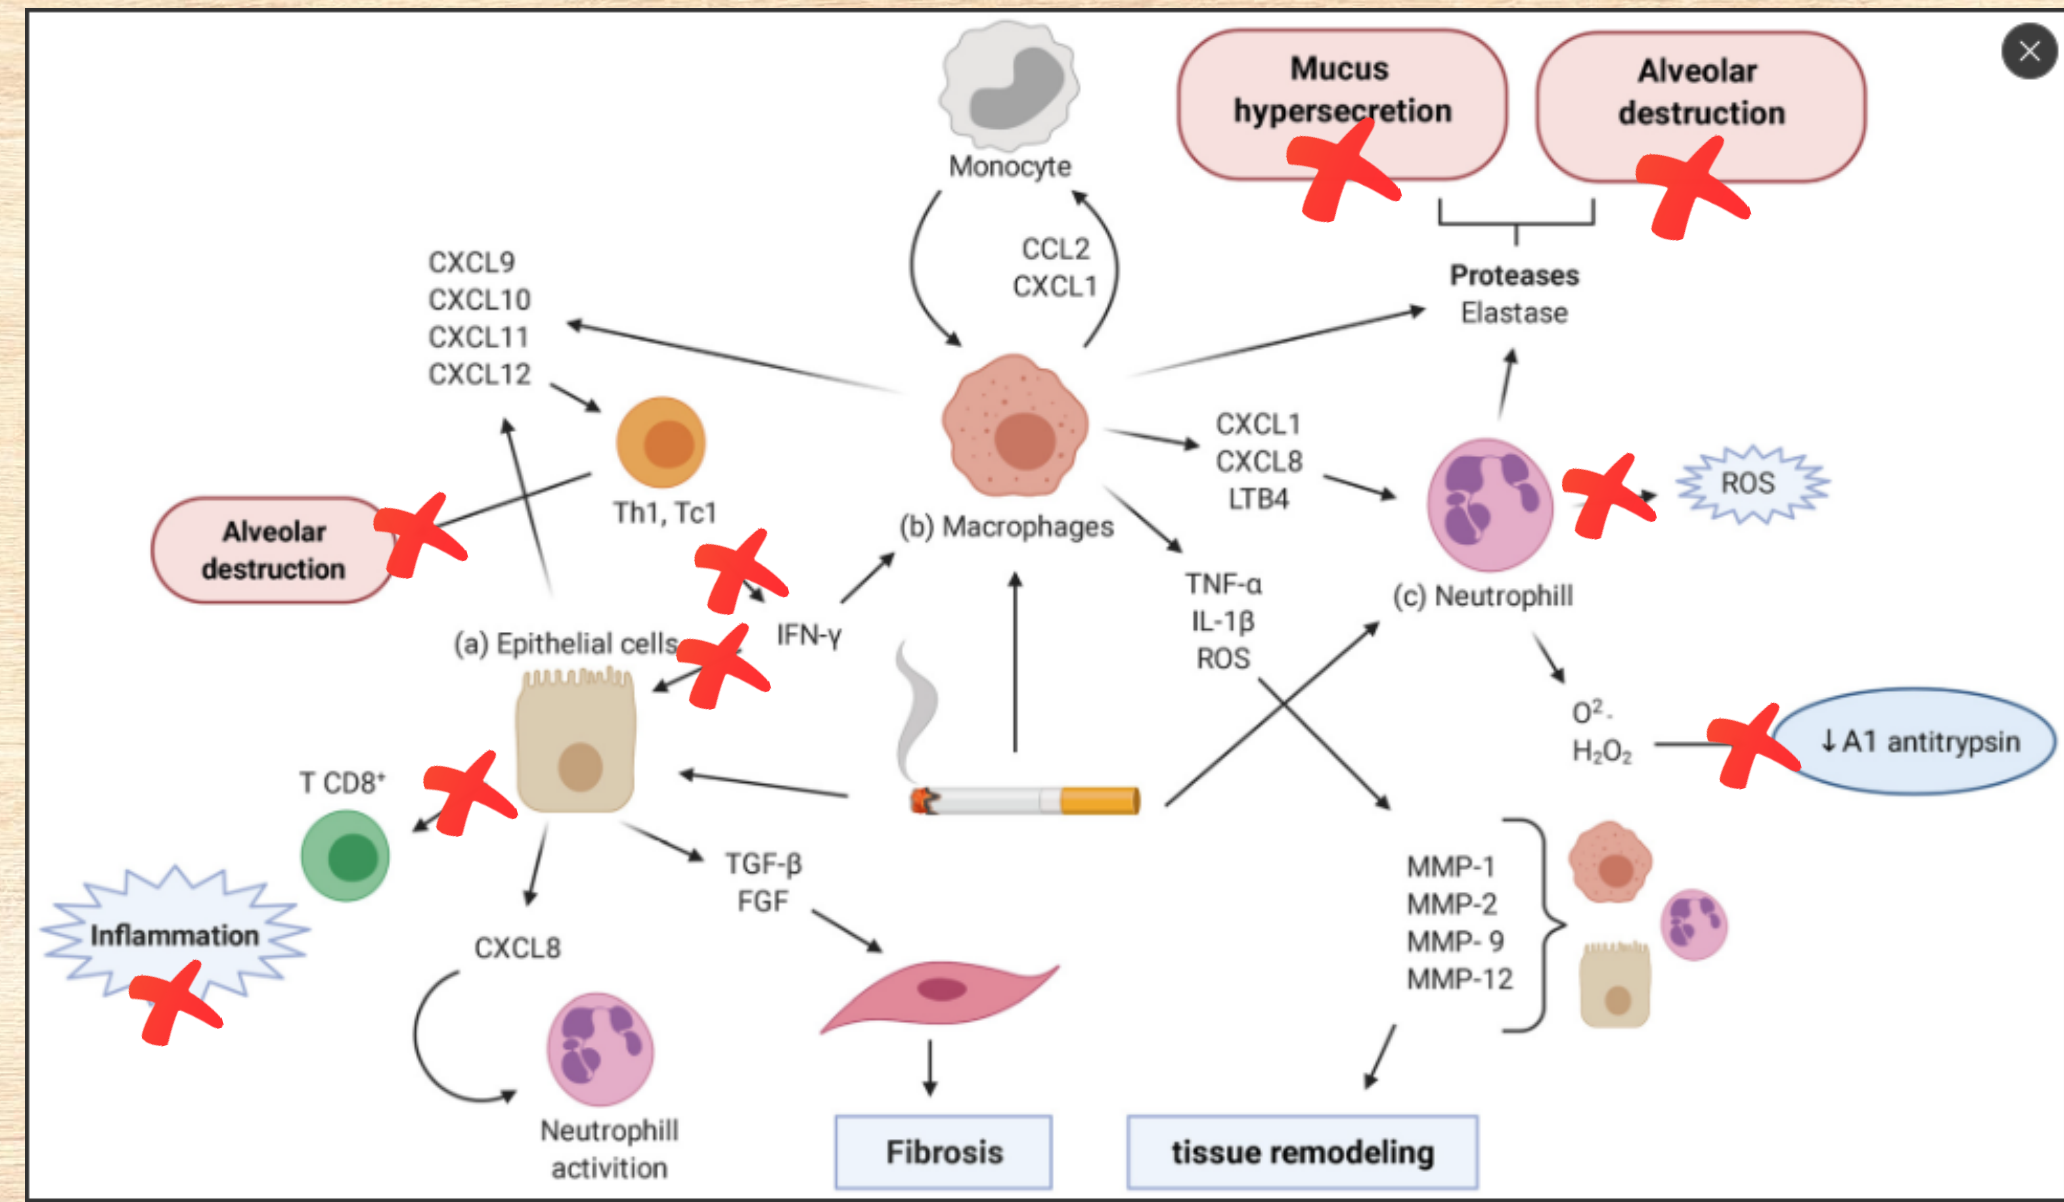 Monocyte
CCL2
CXCL1
Mucus
hypersecretion
Alveolar
destruction
Proteases
Elastase
CXCL9
CXCL10
CXCL11
CXCL12
Th1, Tc1
Alveolar
destruction
(b) Macrophages
CXCL1
CXCL8
LTB4
ROS
(c) Neutrophill
TNF-α
IL-1β
ROS
IFN-γ
(a) Epithelial cells
O²-
H₂O₂
↓A1 antitrypsin
T CD8⁺
Inflammation
TGF-β
FGF
CXCL8
Neutrophill
activition
MMP-1
MMP-2
MMP- 9
MMP-12
Fibrosis
tissue remodeling